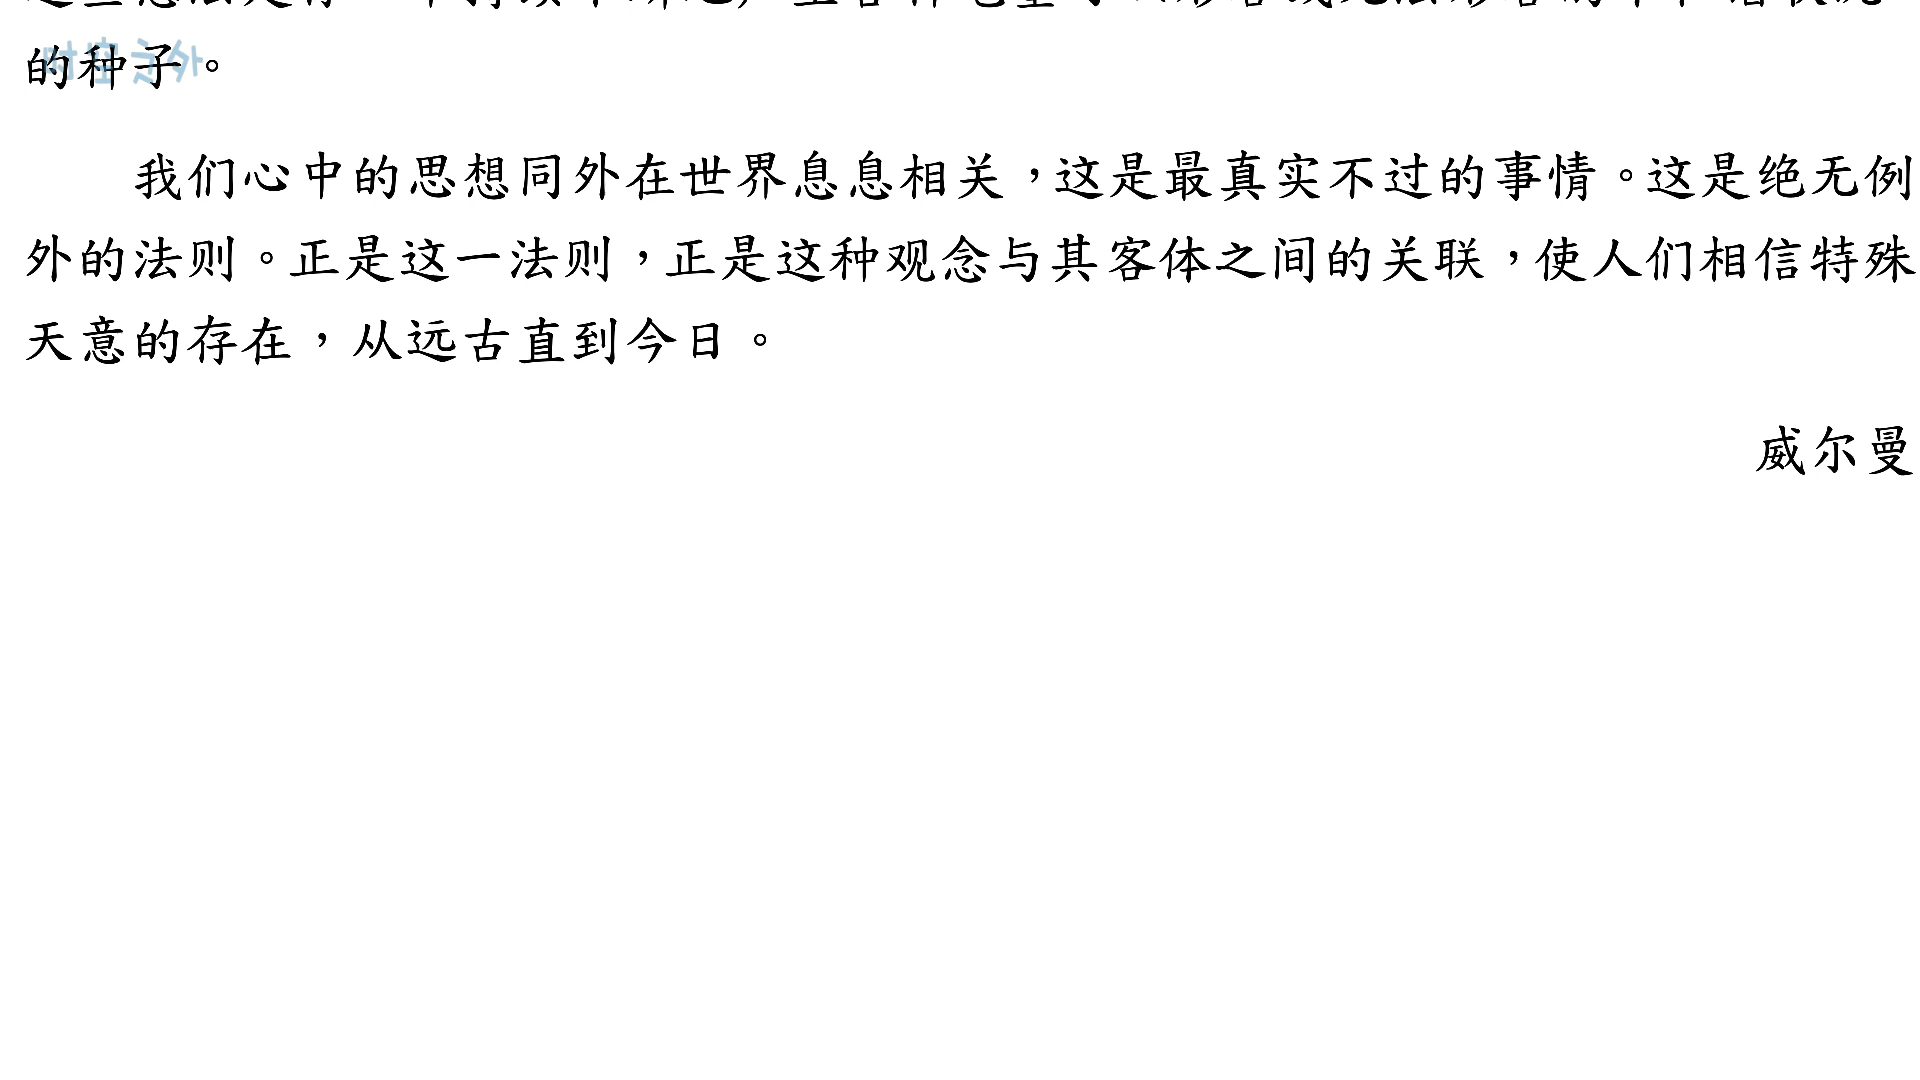 的种子。
时空示外
我们心中的思想同外在世界息息相关，这是最真实不过的事情。这是绝无例
外的法则。正是这一法则，正是这种观念与其客体之间的关联，使人们相信特殊
天意的存在，从远古直到今日。
威尔曼